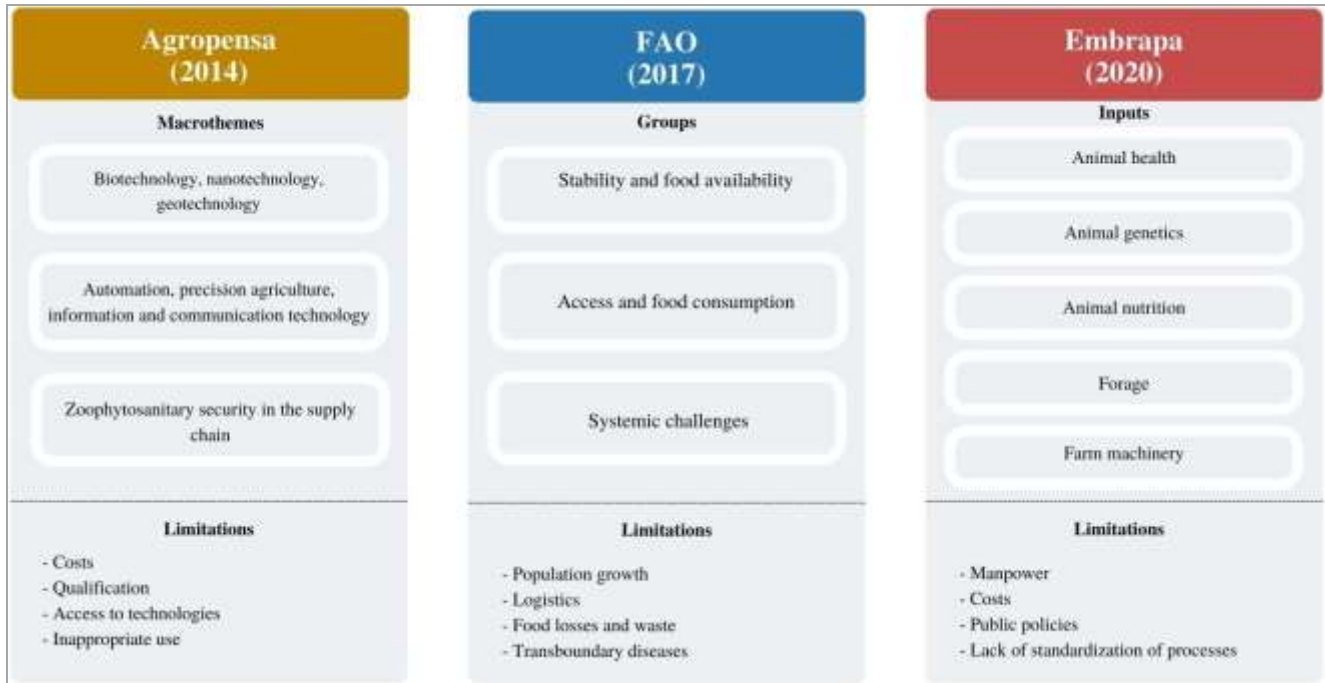 Agropensa
(2014)
Macrothemes
Biotechnology, nanotechnology,
geotechnology
Automation, precision agriculture,
information and communication technology
Zoophytosanitary security in the supply
chain
Limitations
- Costs
- Qualification
- Access to technologies
- Inappropriate use
FAO
(2017)
Groups
Stability and food availability
Access and food consumption
Systemic challenges
Limitations
- Population growth
- Logistics
- Food losses and waste
- Transboundary diseases
Embrapa
(2020)
Inputs
Animal health
Animal genetics
Animal nutrition
Forage
Farm machinery
Limitations
- Manpower
- Costs
- Public policies
- Lack of standardization of processes